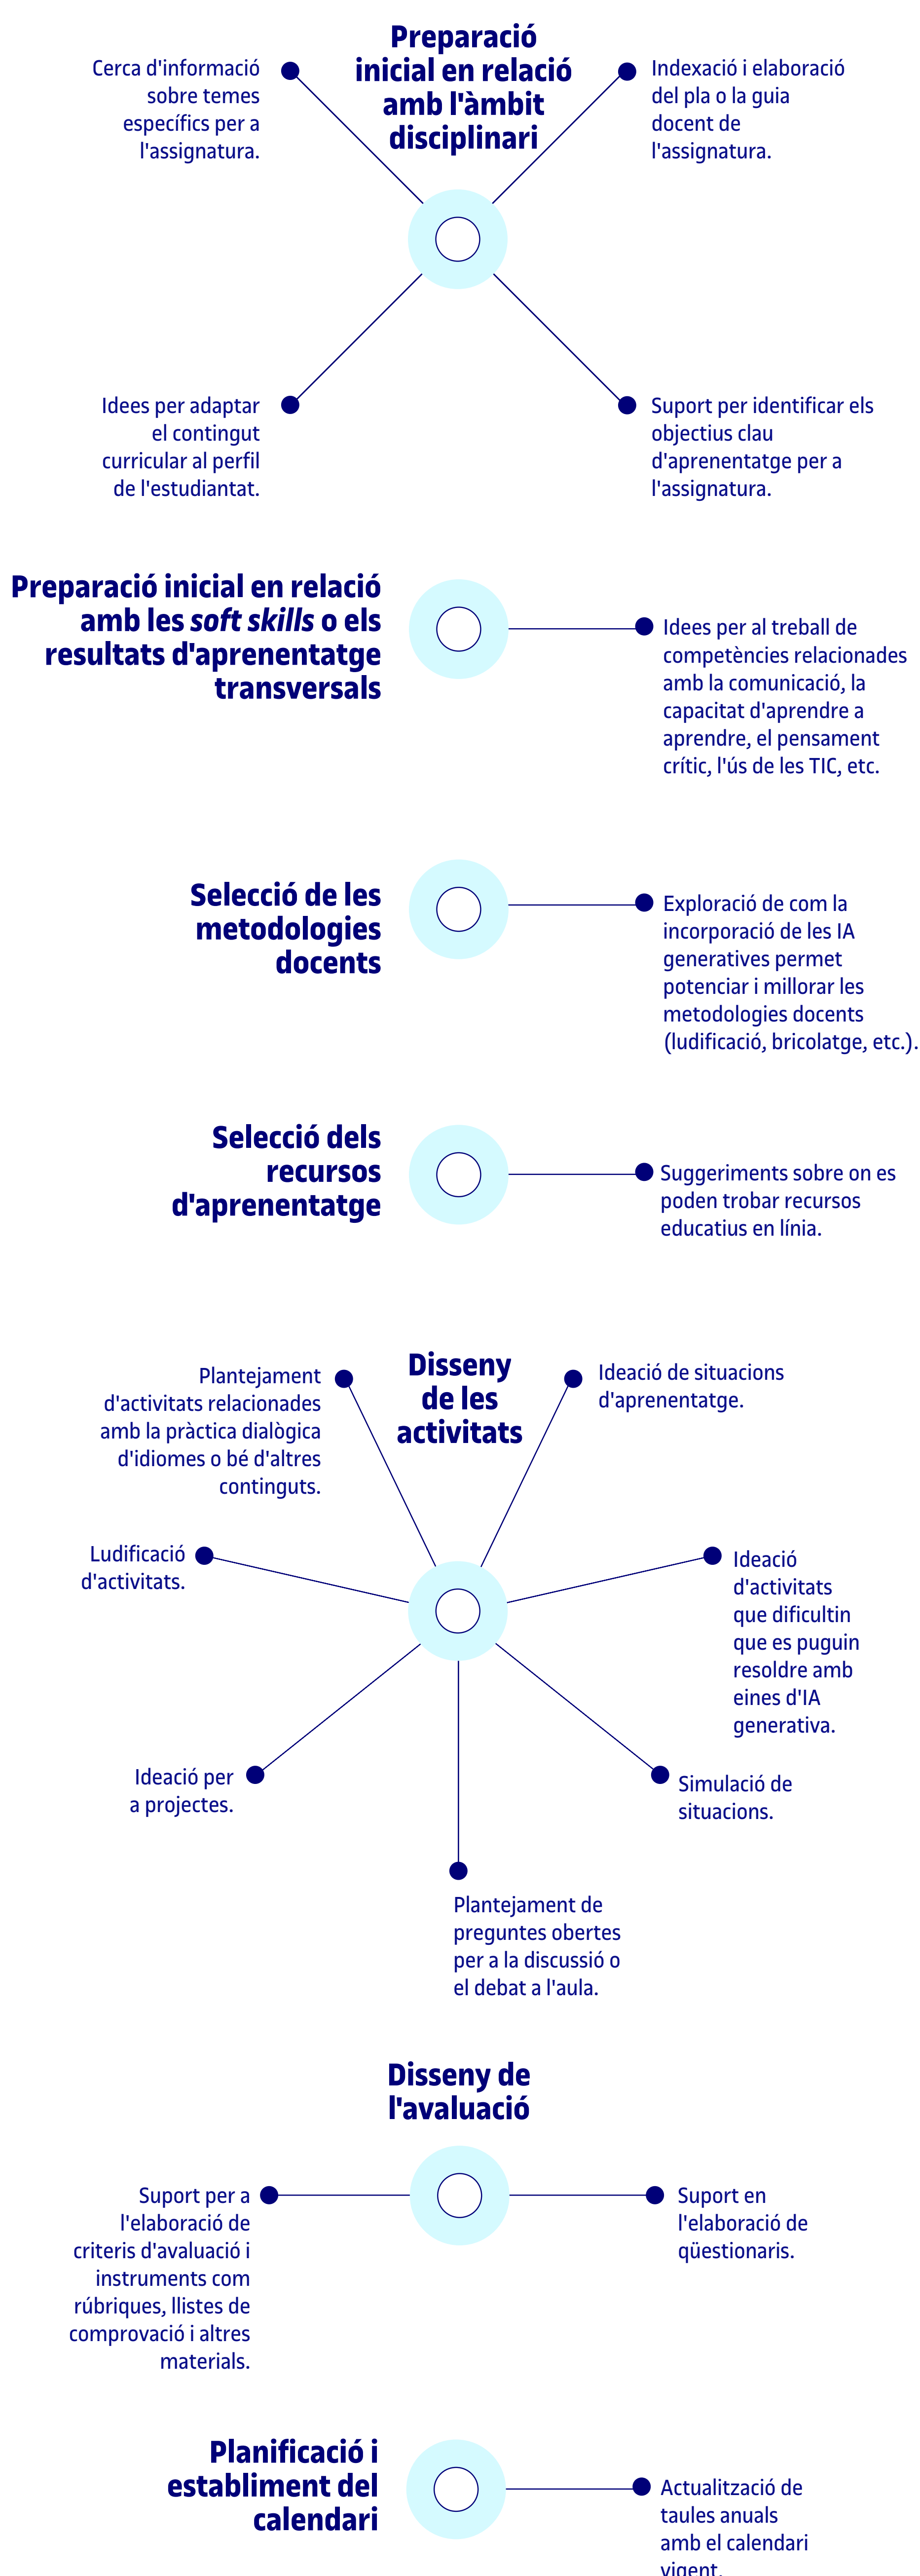 Preparació
inicial en relació
amb l'àmbit
disciplinari
Cerca d'informació
sobre temes
específics per a
l'assignatura.
Indexació i elaboració
del pla o la guia
docent de
l'assignatura.
Idees per adaptar
el contingut
curricular al perfil
de l'estudiantat.
Suport per identificar els
objectius clau
d'aprenentatge per a
l'assignatura.
Preparació inicial en relació
amb les soft skills o els
resultats d'aprenentatge
transversals
Idees per al treball de
competències relacionades
amb la comunicació, la
capacitat d'aprendre a
aprendre, el pensament
crític, l'ús de les TIC, etc.
Selecció de les
metodologies
docents
Exploració de com la
incorporació de les IA
generatives permet
potenciar i millorar les
metodologies docents
(ludificació, bricolatge, etc.).
Selecció dels
recursos
d'aprenentatge
Suggeriments sobre on es
poden trobar recursos
educatius en línia.
Disseny
de les
activitats
Plantejament
d'activitats relacionades
amb la pràctica dialògica
d'idiomes o bé d'altres
continguts.
Ideació de situacions
d'aprenentatge.
Ludificació
d'activitats.
Ideació
d'activitats
que dificultin
que es puguin
resoldre amb
eines d'IA
generativa.
Ideació per
a projectes.
Simulació de
situacions.
Plantejament de
preguntes obertes
per a la discussió o
el debat a l'aula.
Disseny de
l'avaluació
Suport per a
l'elaboració de
criteris d'avaluació i
instruments com
rúbriques, llistes de
comprovació i altres
materials.
Suport en
l'elaboració de
qüestionaris.
Planificació i
establiment del
calendari
Actualització de
taules anuals
amb el calendari
vigent.